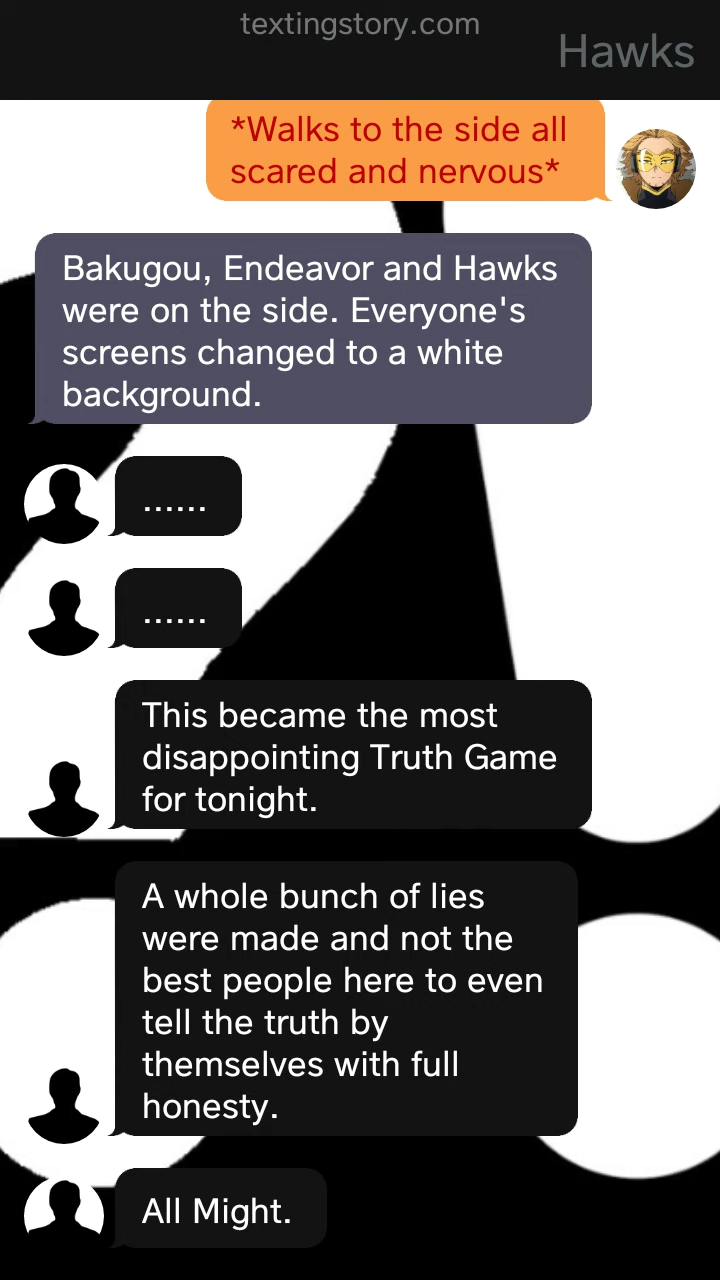 textingstory.com
Hawks
*Walks to the side all
scared and nervous*
Bakugou, Endeavor and Hawks
were on the side. Everyone's
screens changed to a white
background.
......
......
This became the most
disappointing Truth Game
for tonight.
A whole bunch of lies
were made and not the
best people here to even
tell the truth by
themselves with full
honesty.
All Might.